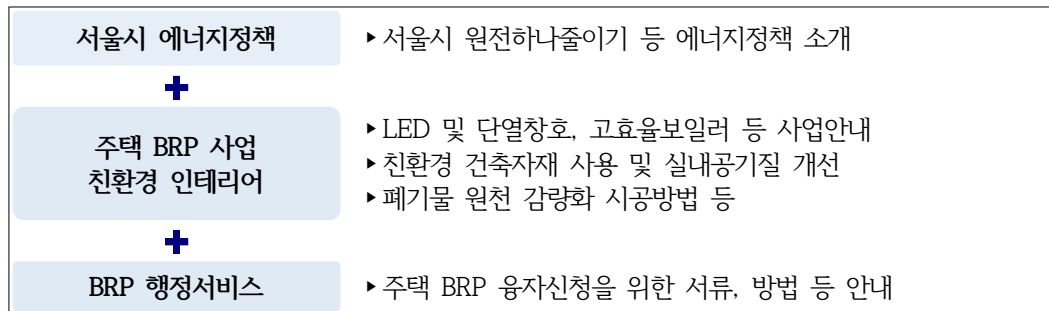 서울시 에너지정책
▸서울시 원전하나줄이기 등 에너지정책 소개
주택 BRP 사업
친환경 인테리어
▸LED 및 단열창호, 고효율보일러 등 사업안내
▸친환경 건축자재 사용 및 실내공기질 개선
▸폐기물 원천 감량화 시공방법 등
BRP 행정서비스
▸주택 BRP 융자신청을 위한 서류, 방법 등 안내